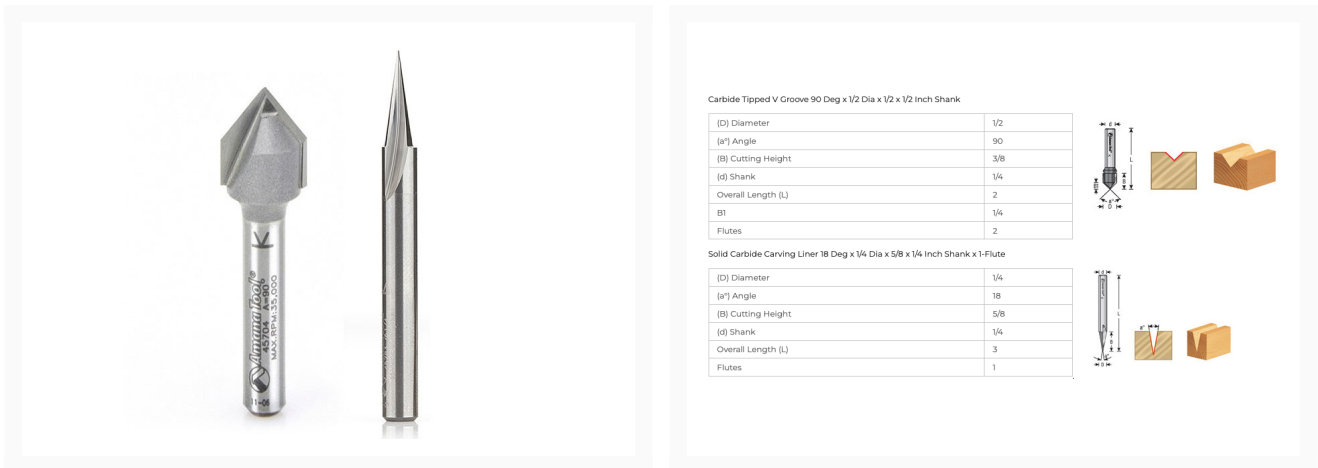 K
Amana Tool®
45704 A=90°
MAX.RPM:35,000
11-06
Carbide Tipped V Groove 90 Deg x 1/2 Dia x 1/2 x 1/2 Inch Shank
(D) Diameter 1/2
(a°) Angle 90
(B) Cutting Height 3/8
(d) Shank 1/4
Overall Length (L) 2
B1 1/4
Flutes 2
d
L
B
B1
a°
D
Solid Carbide Carving Liner 18 Deg x 1/4 Dia x 5/8 x 1/4 Inch Shank x 1-Flute
(D) Diameter 1/4
(a°) Angle 18
(B) Cutting Height 5/8
(d) Shank 1/4
Overall Length (L) 3
Flutes 1
d
L
B
D
a°